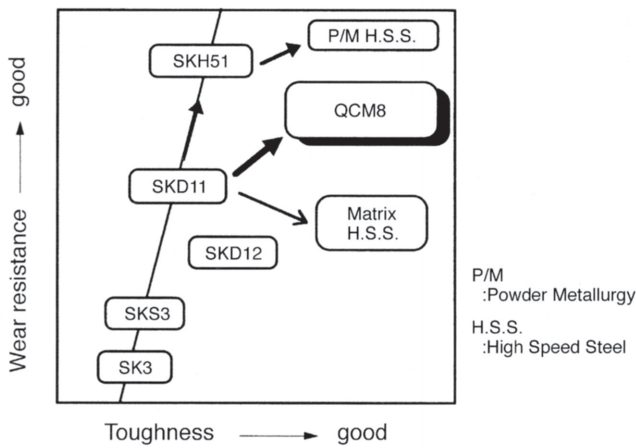 P/M H.S.S.
SKH51
QCM8
SKD11
Matrix
H.S.S.
SKD12
SKS3
SK3
Wear resistance → good
Toughness → good
P/M
:Powder Metallurgy
H.S.S.
:High Speed Steel